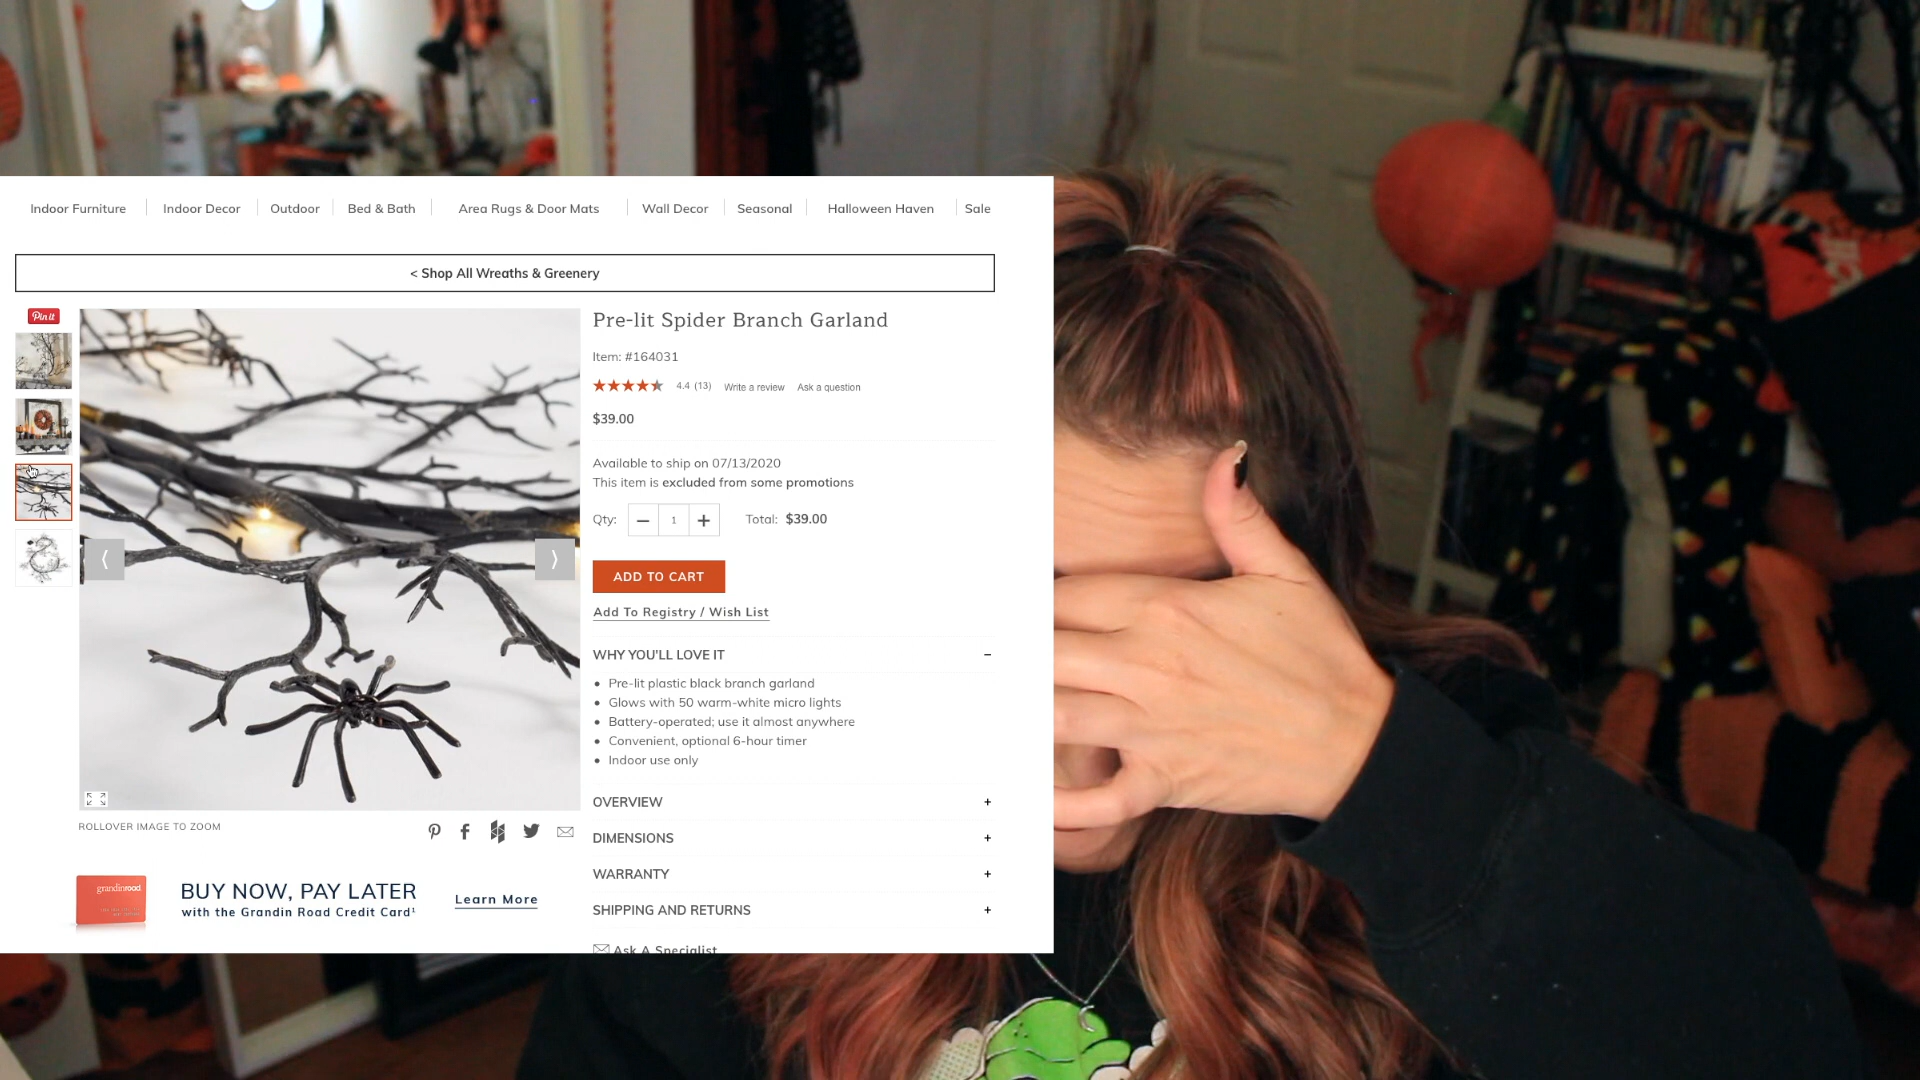 Indoor Furniture
Indoor Decor
Outdoor
Bed & Bath
Area Rugs & Door Mats
Wall Decor
Seasonal
Halloween Haven
Sale
< Shop All Wreaths & Greenery
Pin it
Pre-lit Spider Branch Garland
Item: #164031
4.4 (13) Write a review Ask a question
$39.00
Available to ship on 07/13/2020
This item is excluded from some promotions
Qty: 1 Total: $39.00
ADD TO CART
Add To Registry / Wish List
WHY YOU'LL LOVE IT
• Pre-lit plastic black branch garland
• Glows with 50 warm-white micro lights
• Battery-operated; use it almost anywhere
• Convenient, optional 6-hour timer
• Indoor use only
OVERVIEW
DIMENSIONS
WARRANTY
SHIPPING AND RETURNS
Ask A Specialist
ROLLOVER IMAGE TO ZOOM
grandinroad
BUY NOW, PAY LATER
with the Grandin Road Credit Card¹
Learn More